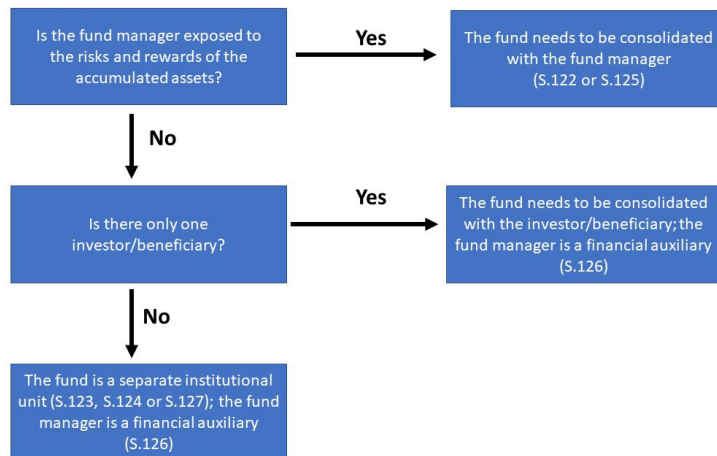 Is the fund manager exposed to
the risks and rewards of the
accumulated assets?
Yes
The fund needs to be consolidated
with the fund manager
(S.122 or S.125)
No
Is there only one
investor/beneficiary?
Yes
The fund needs to be consolidated
with the investor/beneficiary; the
fund manager is a financial auxiliary
(S.126)
No
The fund is a separate institutional
unit (S.123, S.124 or S.127); the fund
manager is a financial auxiliary
(S.126)